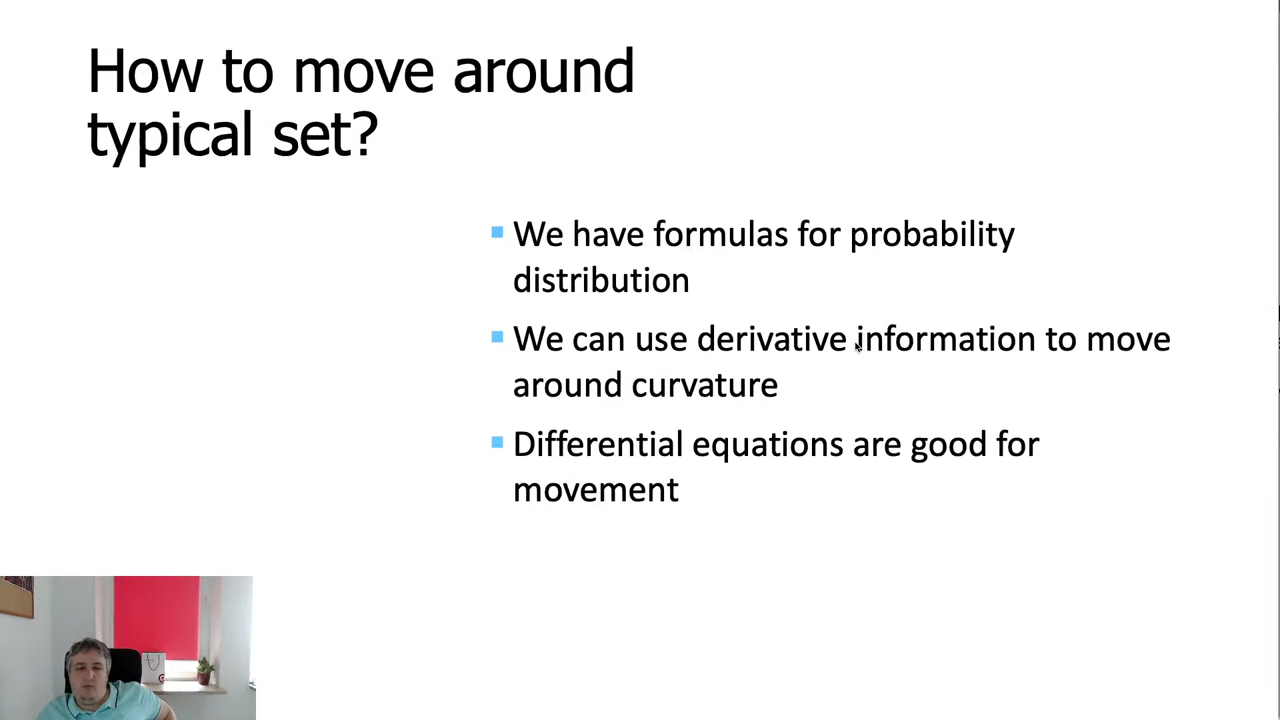 How to move around
typical set?
We have formulas for probability
distribution
We can use derivative information to move
around curvature
Differential equations are good for
movement